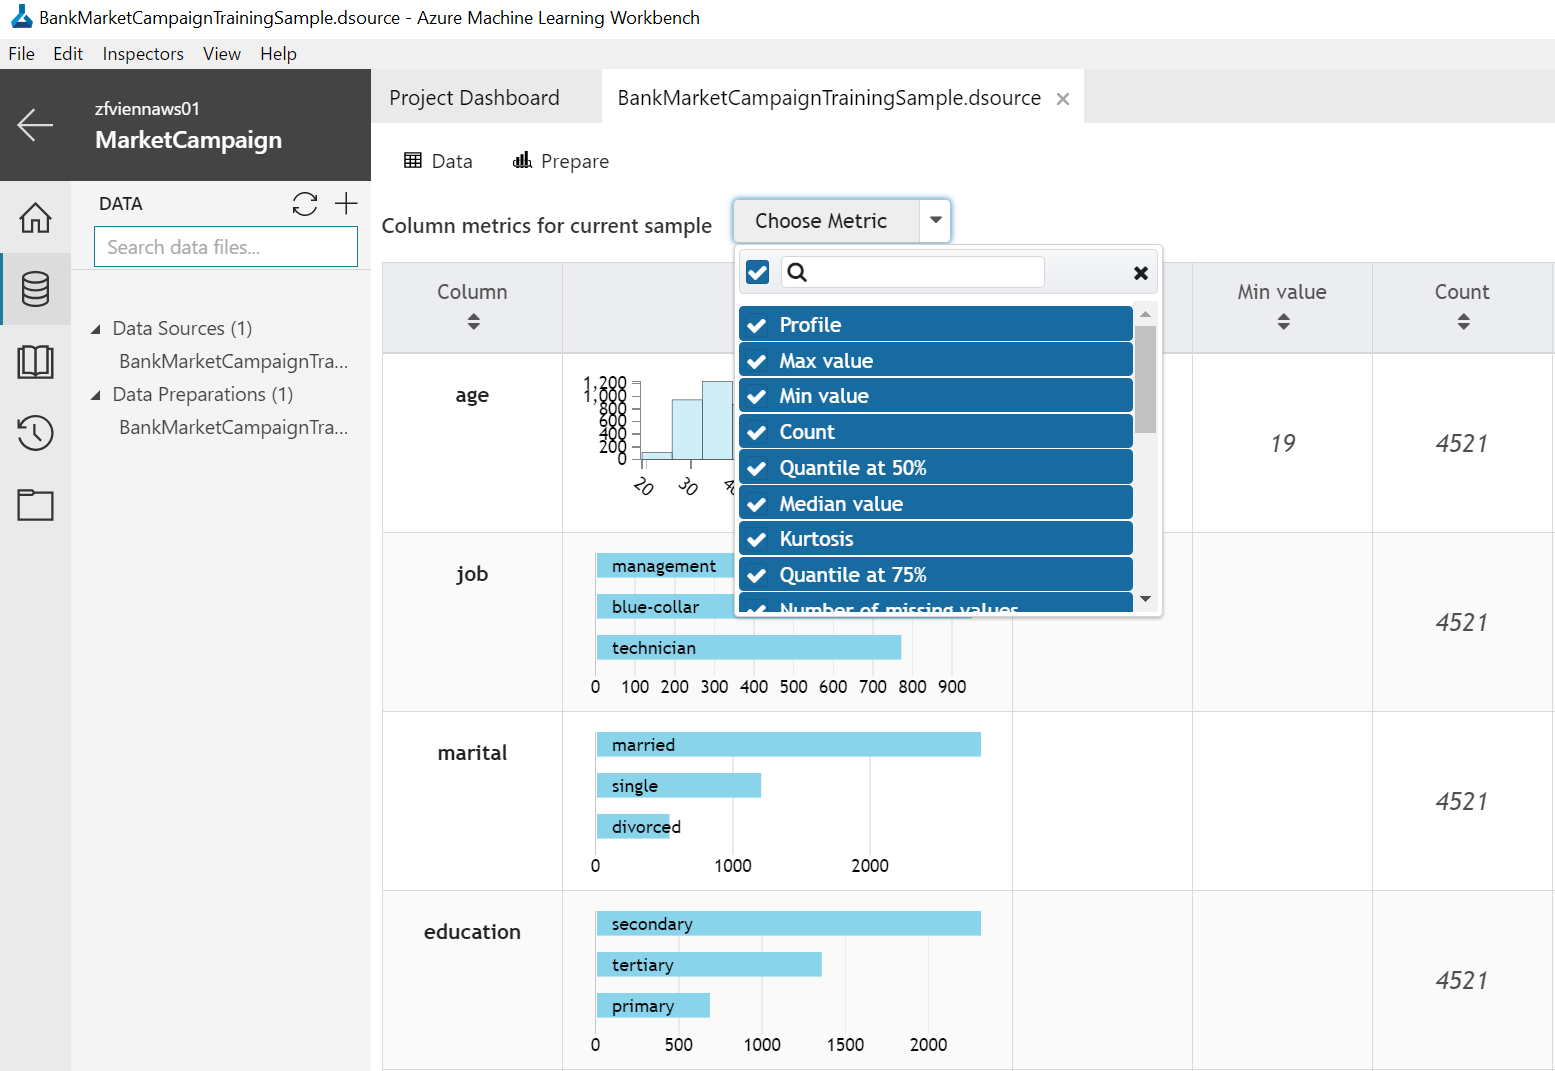 BankMarketCampaignTrainingSample.dsource - Azure Machine Learning Workbench
File Edit Inspectors View Help
zfviennaws01
MarketCampaign
Project Dashboard
BankMarketCampaignTrainingSample.dsource
Data
Prepare
DATA
Search data files...
Data Sources (1)
BankMarketCampaignTra...
Data Preparations (1)
BankMarketCampaignTra...
Column metrics for current sample
Choose Metric
Column
Min value
Count
Profile
Max value
Min value
Count
Quantile at 50%
Median value
Kurtosis
Quantile at 75%
Number of missing values
age
1,200
1,000
800
600
400
200
0
20 30
19
4521
job
management
blue-collar
technician
0 100 200 300 400 500 600 700 800 900
4521
marital
married
single
divorced
0 1000 2000
4521
education
secondary
tertiary
primary
0 500 1000 1500 2000
4521